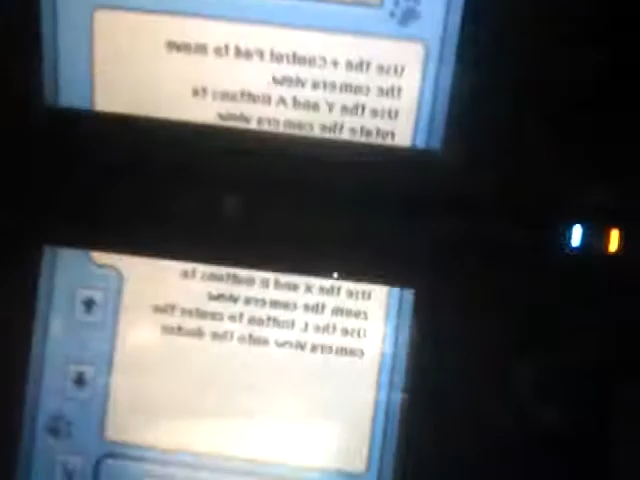 Use the + Control Pad to move
the camera view.
Use the Y and A Buttons to
rotate the camera view.
Use the X and B Buttons to
zoom the camera view
Use the L Button to center the
camera view onto the doctor
Y